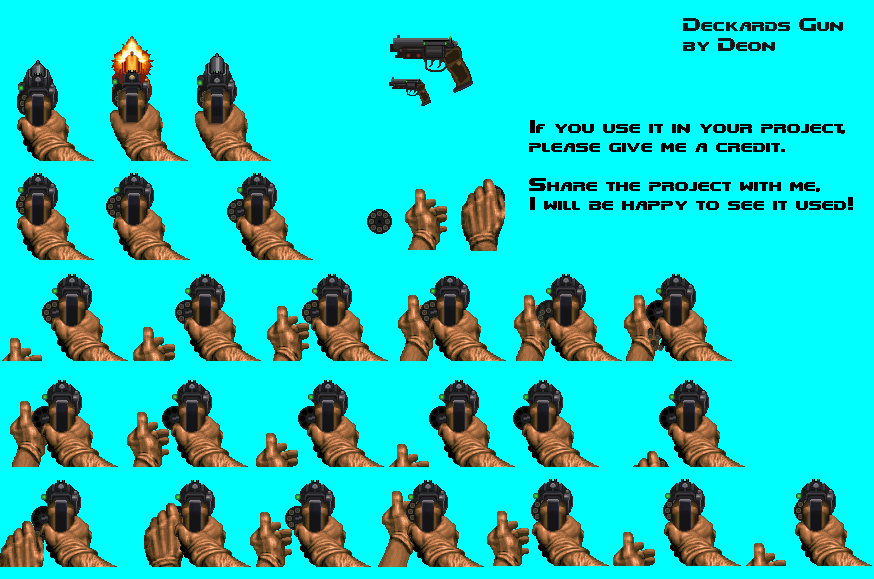 Deckards Gun
by Deon
If you use it in your project,
please give me a credit.
Share the project with me,
I will be happy to see it used!